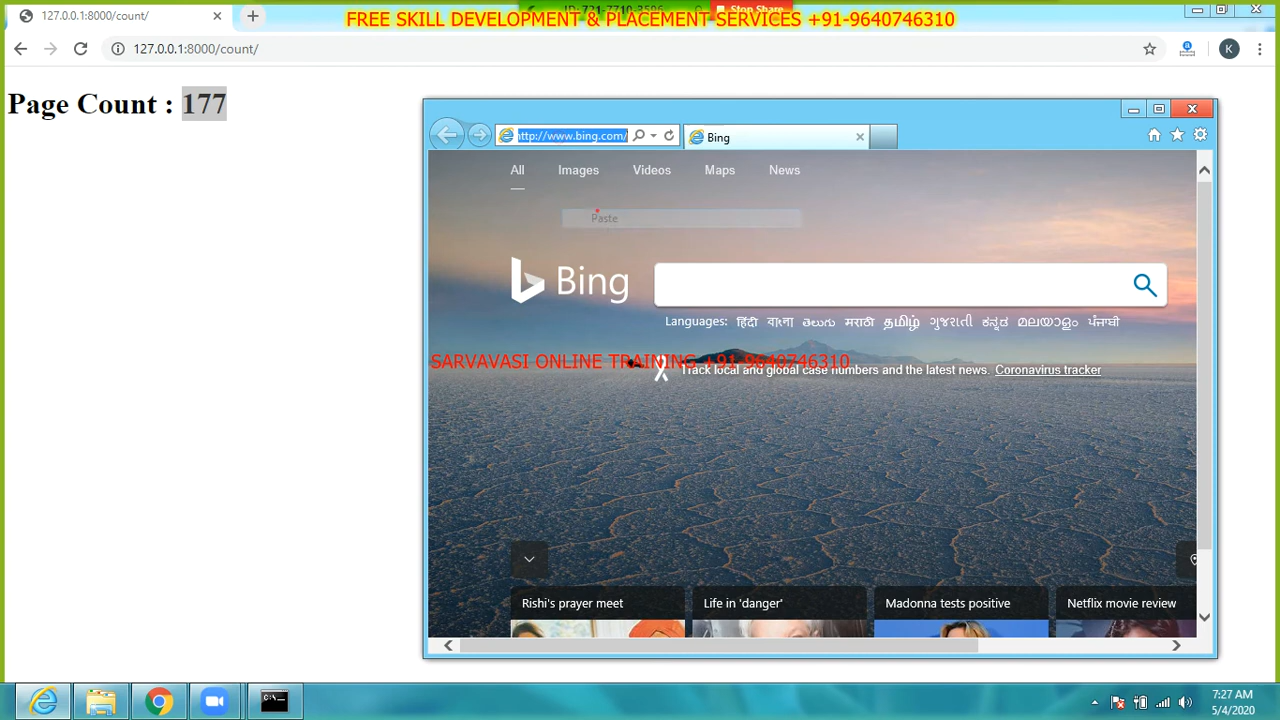 127.0.0.1:8000/count/
ID: 721-7710-8596 Stop Share
FREE SKILL DEVELOPMENT & PLACEMENT SERVICES +91-9640746310
127.0.0.1:8000/count/
K
Page Count : 177
http://www.bing.com/
Bing
All Images Videos Maps News
Paste
Bing
Languages: हिंदी বাংলা తెలుగు मराठी தமிழ் ગુજરાતી ಕನ್ನಡ മലയാളം ਪੰਜਾਬੀ
SARVAVASI ONLINE TRAINING +91-9640746310
Track local and global case numbers and the latest news. Coronavirus tracker
Rishi's prayer meet
Life in 'danger'
Madonna tests positive
Netflix movie review
C:\
7:27 AM
5/4/2020